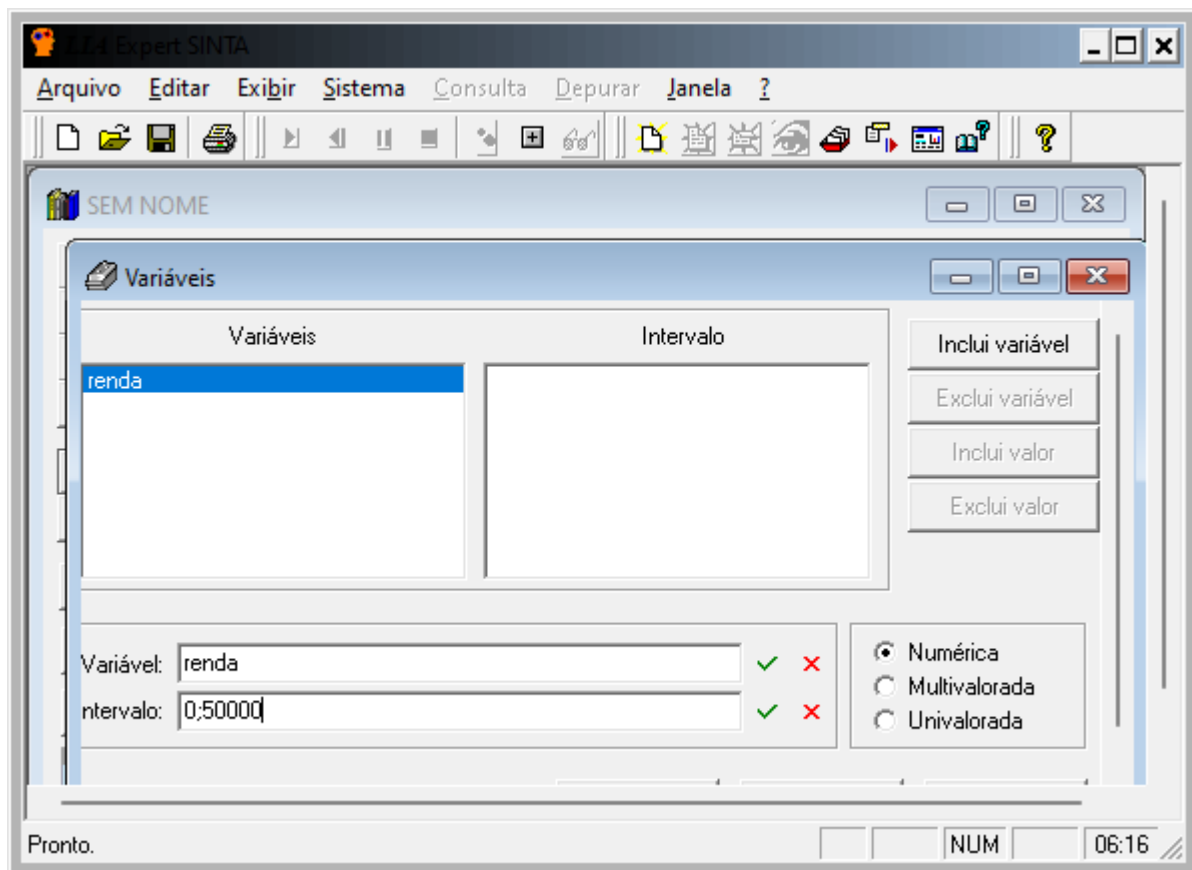 LIA Expert SINTA
Arquivo Editar Exibir Sistema Consulta Depurar Janela ?
SEM NOME
Variáveis
Variáveis Intervalo
Inclui variável
renda
Exclui variável
Inclui valor
Exclui valor
Variável: renda
Numérica
Multivalorada
ntervalo: 0;50000
Univalorada
Pronto. NUM 06:16